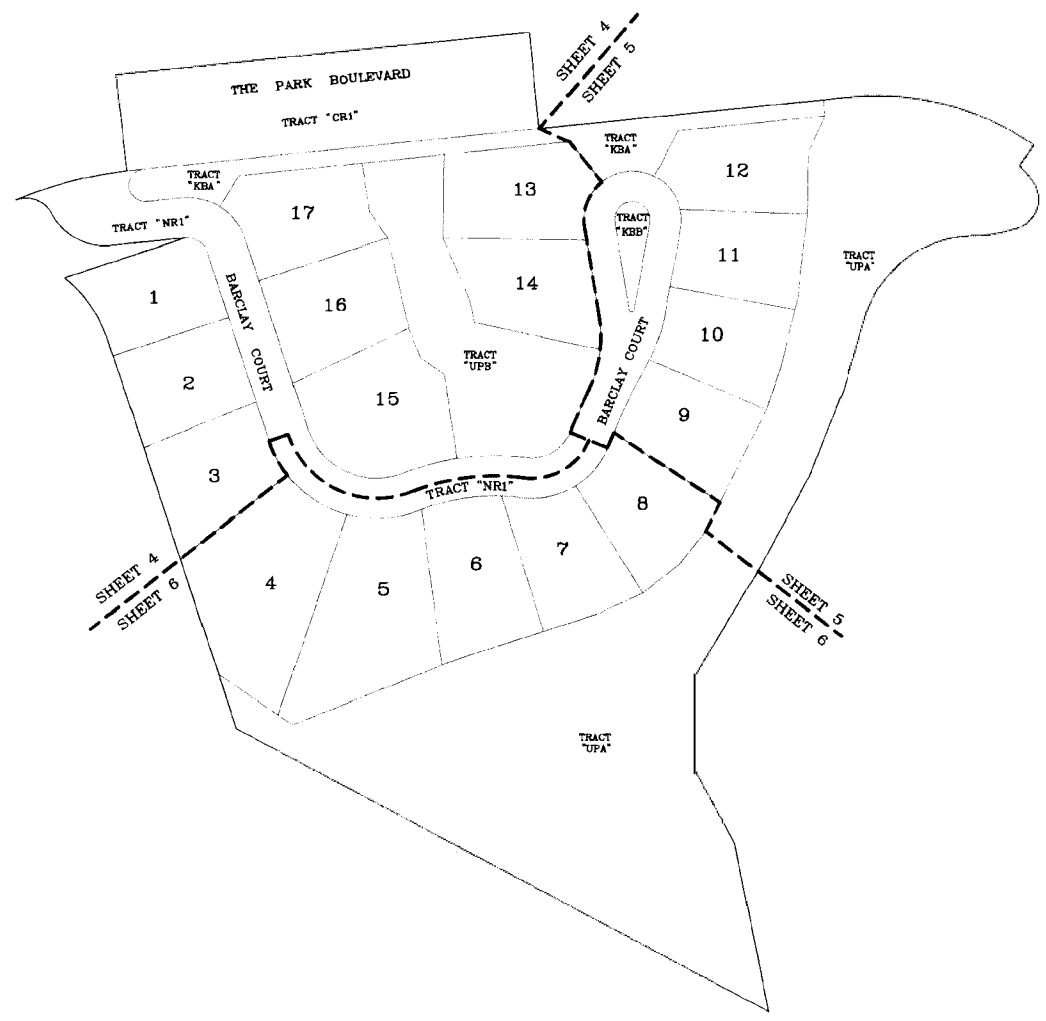 SHEET 4
SHEET 5
THE PARK BOULEVARD
TRACT "CR1"
TRACT
"KBA"
TRACT
"KBA"
12
13
17
TRACT "NR1"
TRACT
"KBB"
11
TRACT
"UPA"
1
BARCLAY COURT
16
14
10
BARCLAY COURT
TRACT
"UPB"
2
15
9
3
TRACT "NR1"
8
7
6
5
4
SHEET 4
SHEET 6
SHEET 5
SHEET 6
TRACT
"UPA"